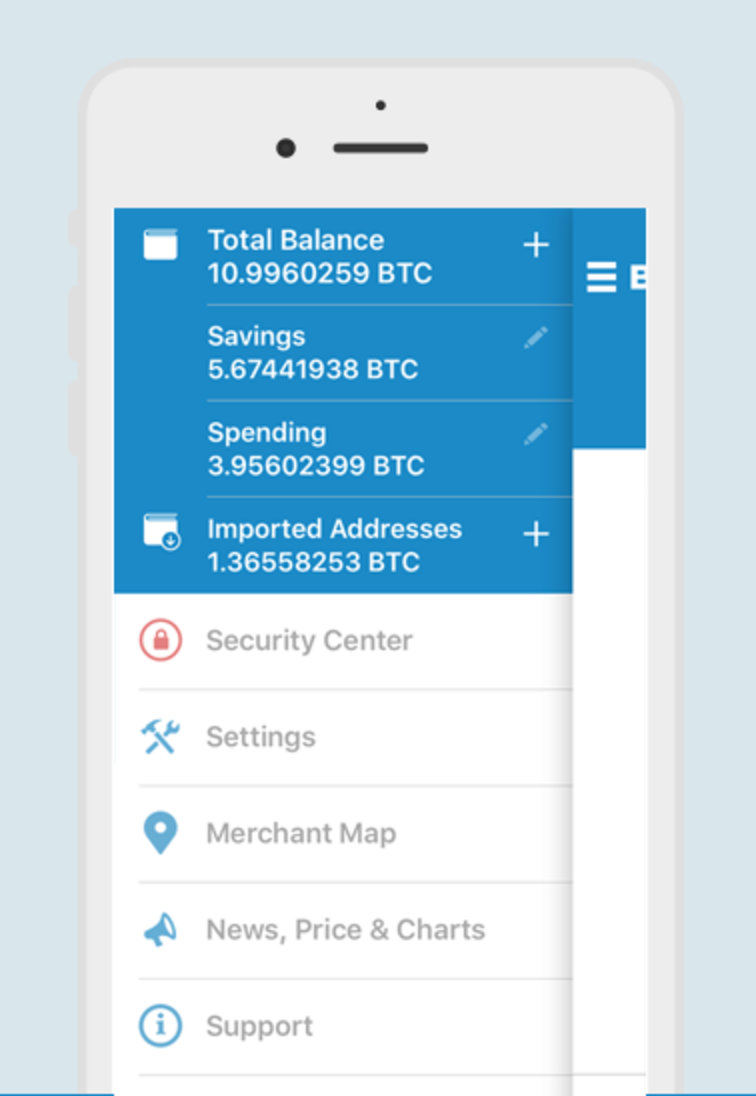 Total Balance
10.9960259 BTC
Savings
5.67441938 BTC
Spending
3.95602399 BTC
Imported Addresses
1.36558253 BTC
Security Center
Settings
Merchant Map
News, Price & Charts
Support